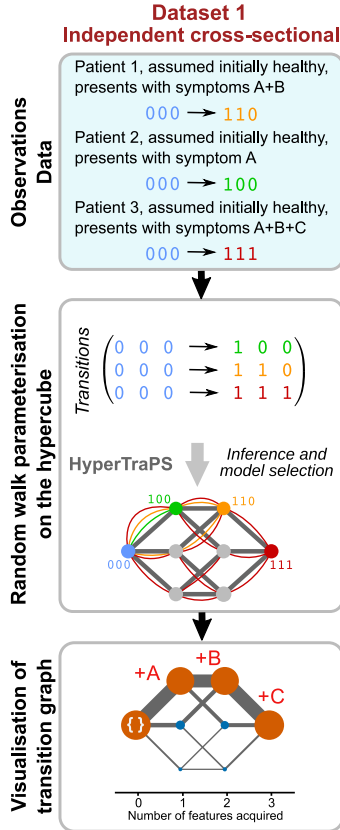 Dataset 1
Independent cross-sectional
Observations
Data
Patient 1, assumed initially healthy,
presents with symptoms A+B
000 110
Patient 2, assumed initially healthy,
presents with symptom A
000 100
Patient 3, assumed initially healthy,
presents with symptoms A+B+C
000 111
Random walk parameterisation
on the hypercube
Transitions
0 0 0 1 0 0
0 0 0 1 1 0
0 0 0 1 1 1
HyperTraPS
Inference and
model selection
100 110
000 111
Visualisation of
transition graph
+A +B
+C
{}
0 1 2 3
Number of features acquired